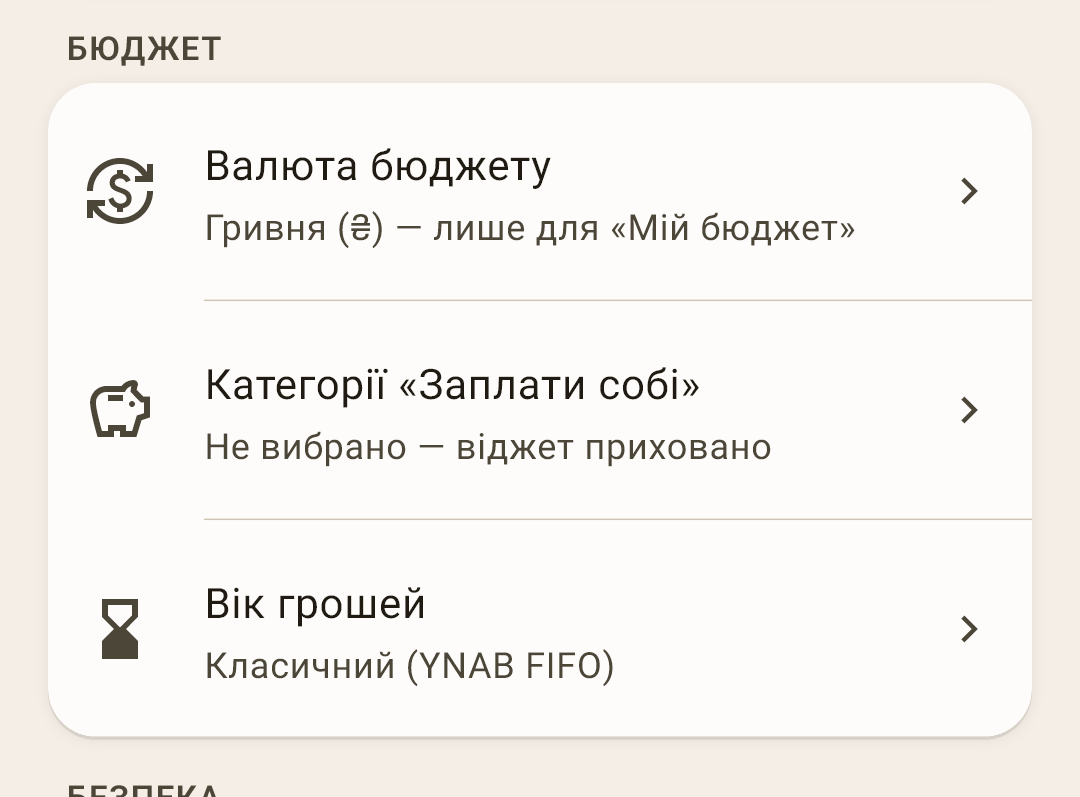 БЮДЖЕТ
Валюта бюджету
Гривня (₴) — лише для «Мій бюджет»
Категорії «Заплати собі»
Не вибрано — віджет приховано
Вік грошей
Класичний (YNAB FIFO)
БЕЗПЕКА